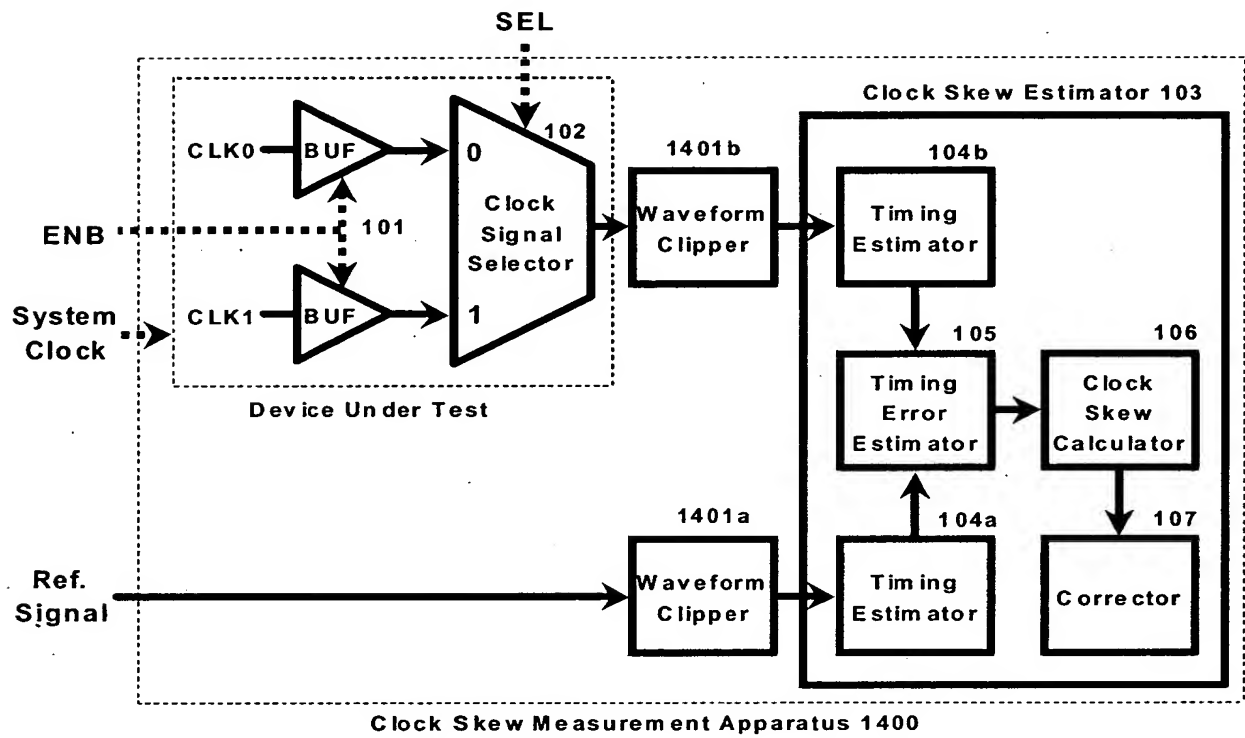 SEL
Clock Skew Estimator 103
CLK0
BUF
0
102
1401b
104b
Clock
Signal
Selector
Waveform
Clipper
Timing
Estimator
ENB
101
System
Clock
CLK1
BUF
1
105
106
Timing
Error
Estimator
Clock
Skew
Calculator
Device Under Test
1401a
104a
107
Ref.
Signal
Waveform
Clipper
Timing
Estimator
Corrector
Clock Skew Measurement Apparatus 1400